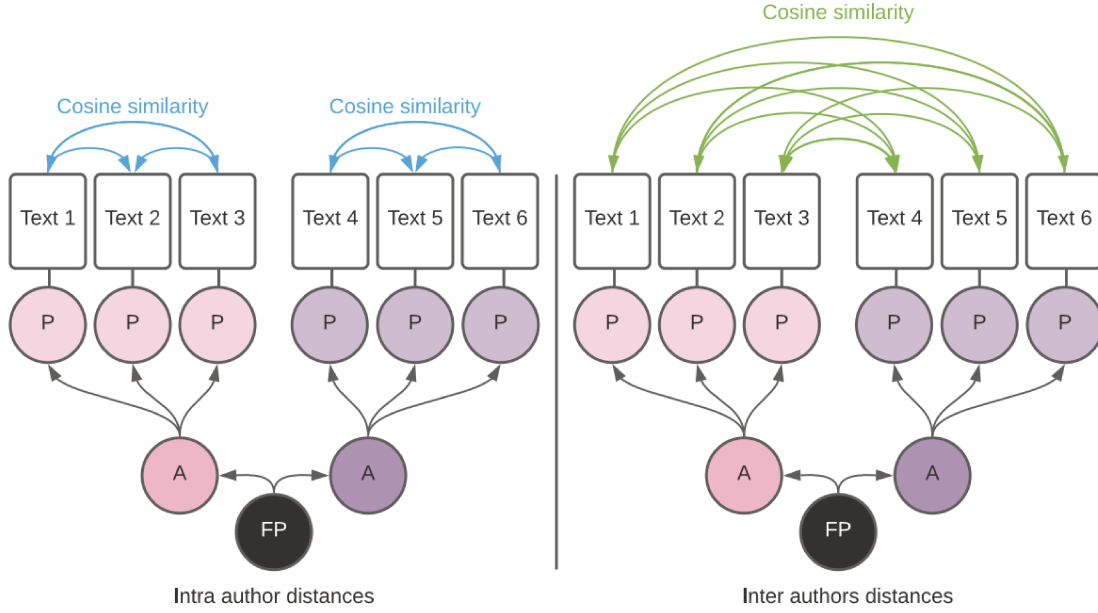 Cosine similarity
Cosine similarity
Cosine similarity
Text 1
Text 2
Text 3
Text 4
Text 5
Text 6
Text 1
Text 2
Text 3
Text 4
Text 5
Text 6
P
P
P
P
P
P
P
P
P
P
P
P
A
A
A
A
FP
FP
Intra author distances
Inter authors distances